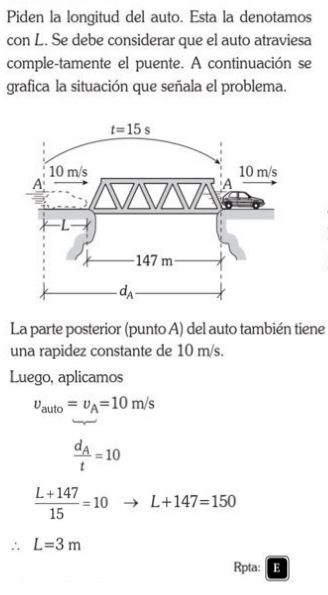 Piden la longitud del auto. Esta la denotamos
con L. Se debe considerar que el auto atraviesa
comple-tamente el puente. A continuación se
grafica la situación que señala el problema.
t=15 s
10 m/s
10 m/s
A
A
L
147 m
d_A
La parte posterior (punto A) del auto también tiene
una rapidez constante de 10 m/s.
Luego, aplicamos
v_auto = v_A = 10 m/s
d_A/t = 10
L+147/15 = 10 → L+147=150
∴ L=3 m
Rpta: E